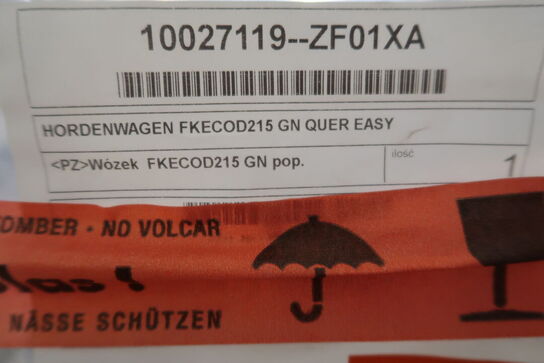 10027119--ZF01XA
HORDENWAGEN FKECOD215 GN QUER EASY
<PZ>Wózek FKECOD215 GN pop.
ilość
1
OMBER - NO VOLCAR
las!
NÄSSE SCHÜTZEN